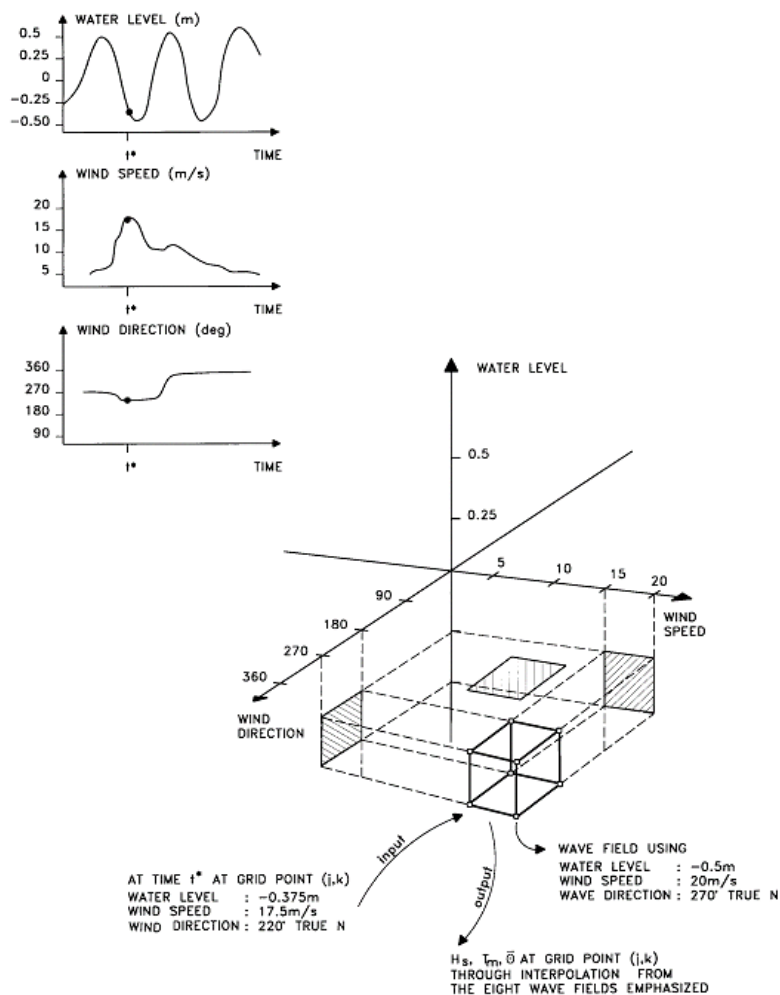 WATER LEVEL (m)
0.5
0.25
0
-0.25
-0.50
t*
TIME
WIND SPEED (m/s)
20
15
10
5
t*
TIME
WIND DIRECTION (deg)
360
270
180
90
t*
TIME
WATER LEVEL
0.5
0.25
5
10
15
20
WIND
SPEED
90
180
270
360
WIND
DIRECTION
input
output
AT TIME t* AT GRID POINT (j,k)
WATER LEVEL : -0.375m
WIND SPEED : 17.5m/s
WIND DIRECTION : 220° TRUE N
WAVE FIELD USING
WATER LEVEL : -0.5m
WIND SPEED : 20m/s
WAVE DIRECTION : 270° TRUE N
Hs, Tm, θ̄ AT GRID POINT (j,k)
THROUGH INTERPOLATION FROM
THE EIGHT WAVE FIELDS EMPHASIZED